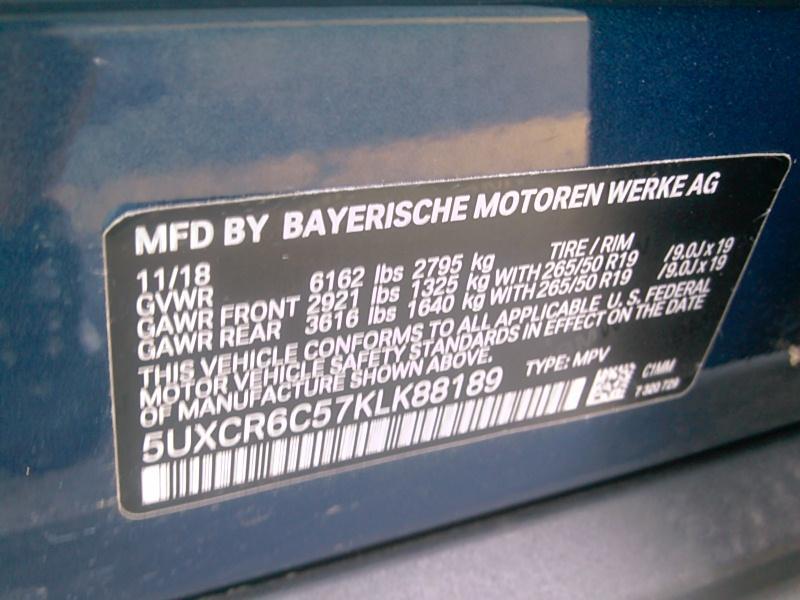 MFD BY BAYERISCHE MOTOREN WERKE AG
11/18 TIRE / RIM
GVWR 6162 lbs 2795 kg
GAWR FRONT 2921 lbs 1325 kg WITH 265/50 R19 /9.0J x 19
GAWR REAR 3616 lbs 1640 kg WITH 265/50 R19 /9.0J x 19
THIS VEHICLE CONFORMS TO ALL APPLICABLE U. S. FEDERAL
MOTOR VEHICLE SAFETY STANDARDS IN EFFECT ON THE DATE
OF MANUFACTURE SHOWN ABOVE.
5UXCR6C57KLK88189 TYPE: MPV C1MM
7 320 729